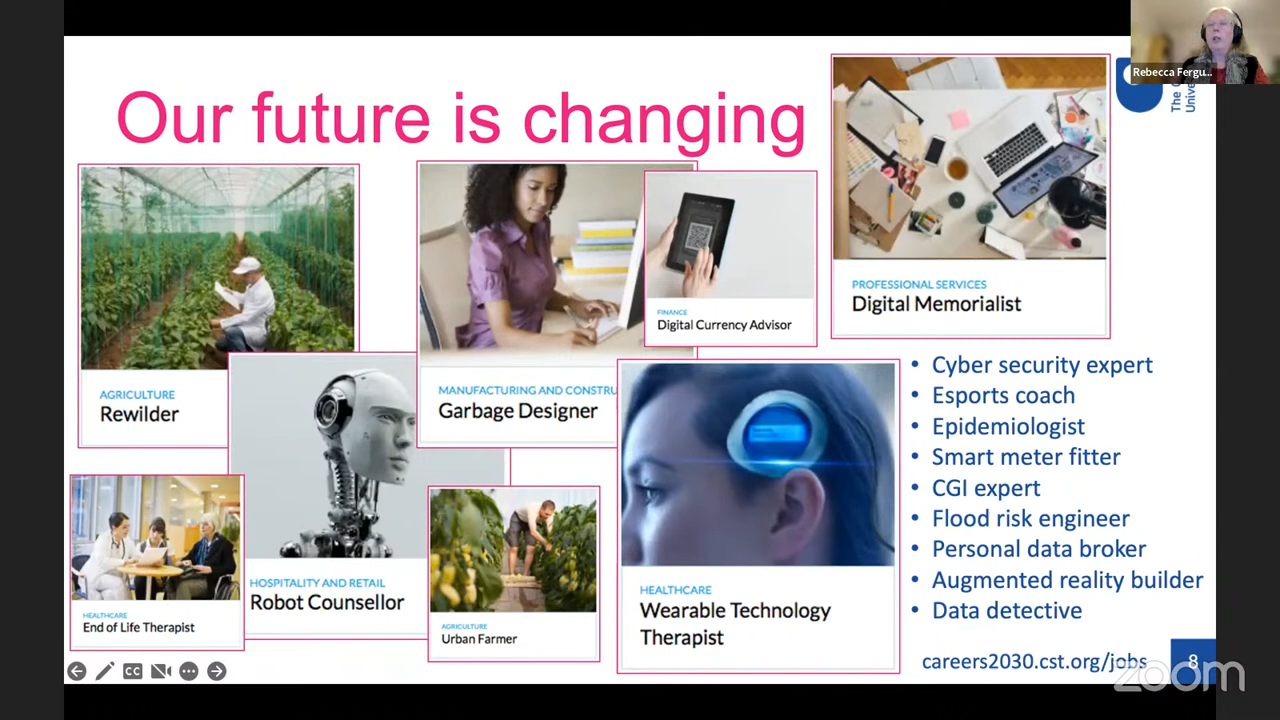 Our future is changing
Rebecca Fergu...
The O
Univer
AGRICULTURE
Rewilder
MANUFACTURING AND CONSTRU
Garbage Designer
FINANCE
Digital Currency Advisor
PROFESSIONAL SERVICES
Digital Memorialist
HEALTHCARE
End of Life Therapist
HOSPITALITY AND RETAIL
Robot Counsellor
AGRICULTURE
Urban Farmer
HEALTHCARE
Wearable Technology
Therapist
• Cyber security expert
• Esports coach
• Epidemiologist
• Smart meter fitter
• CGI expert
• Flood risk engineer
• Personal data broker
• Augmented reality builder
• Data detective
careers2030.cst.org/jobs
8
CC
zoom